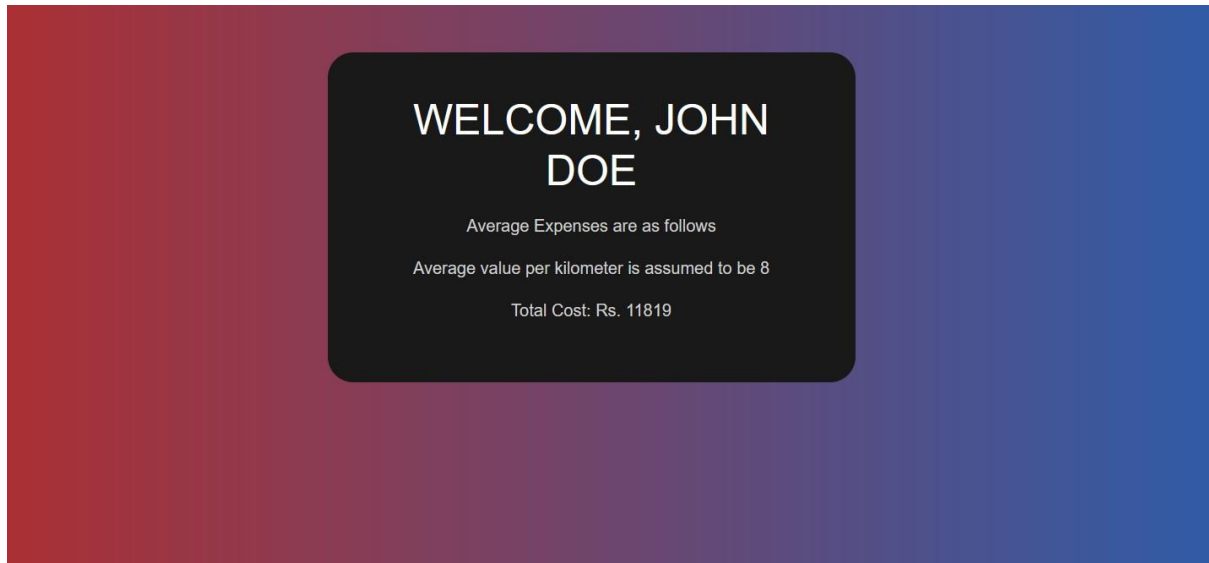 WELCOME, JOHN
DOE
Average Expenses are as follows
Average value per kilometer is assumed to be 8
Total Cost: Rs. 11819